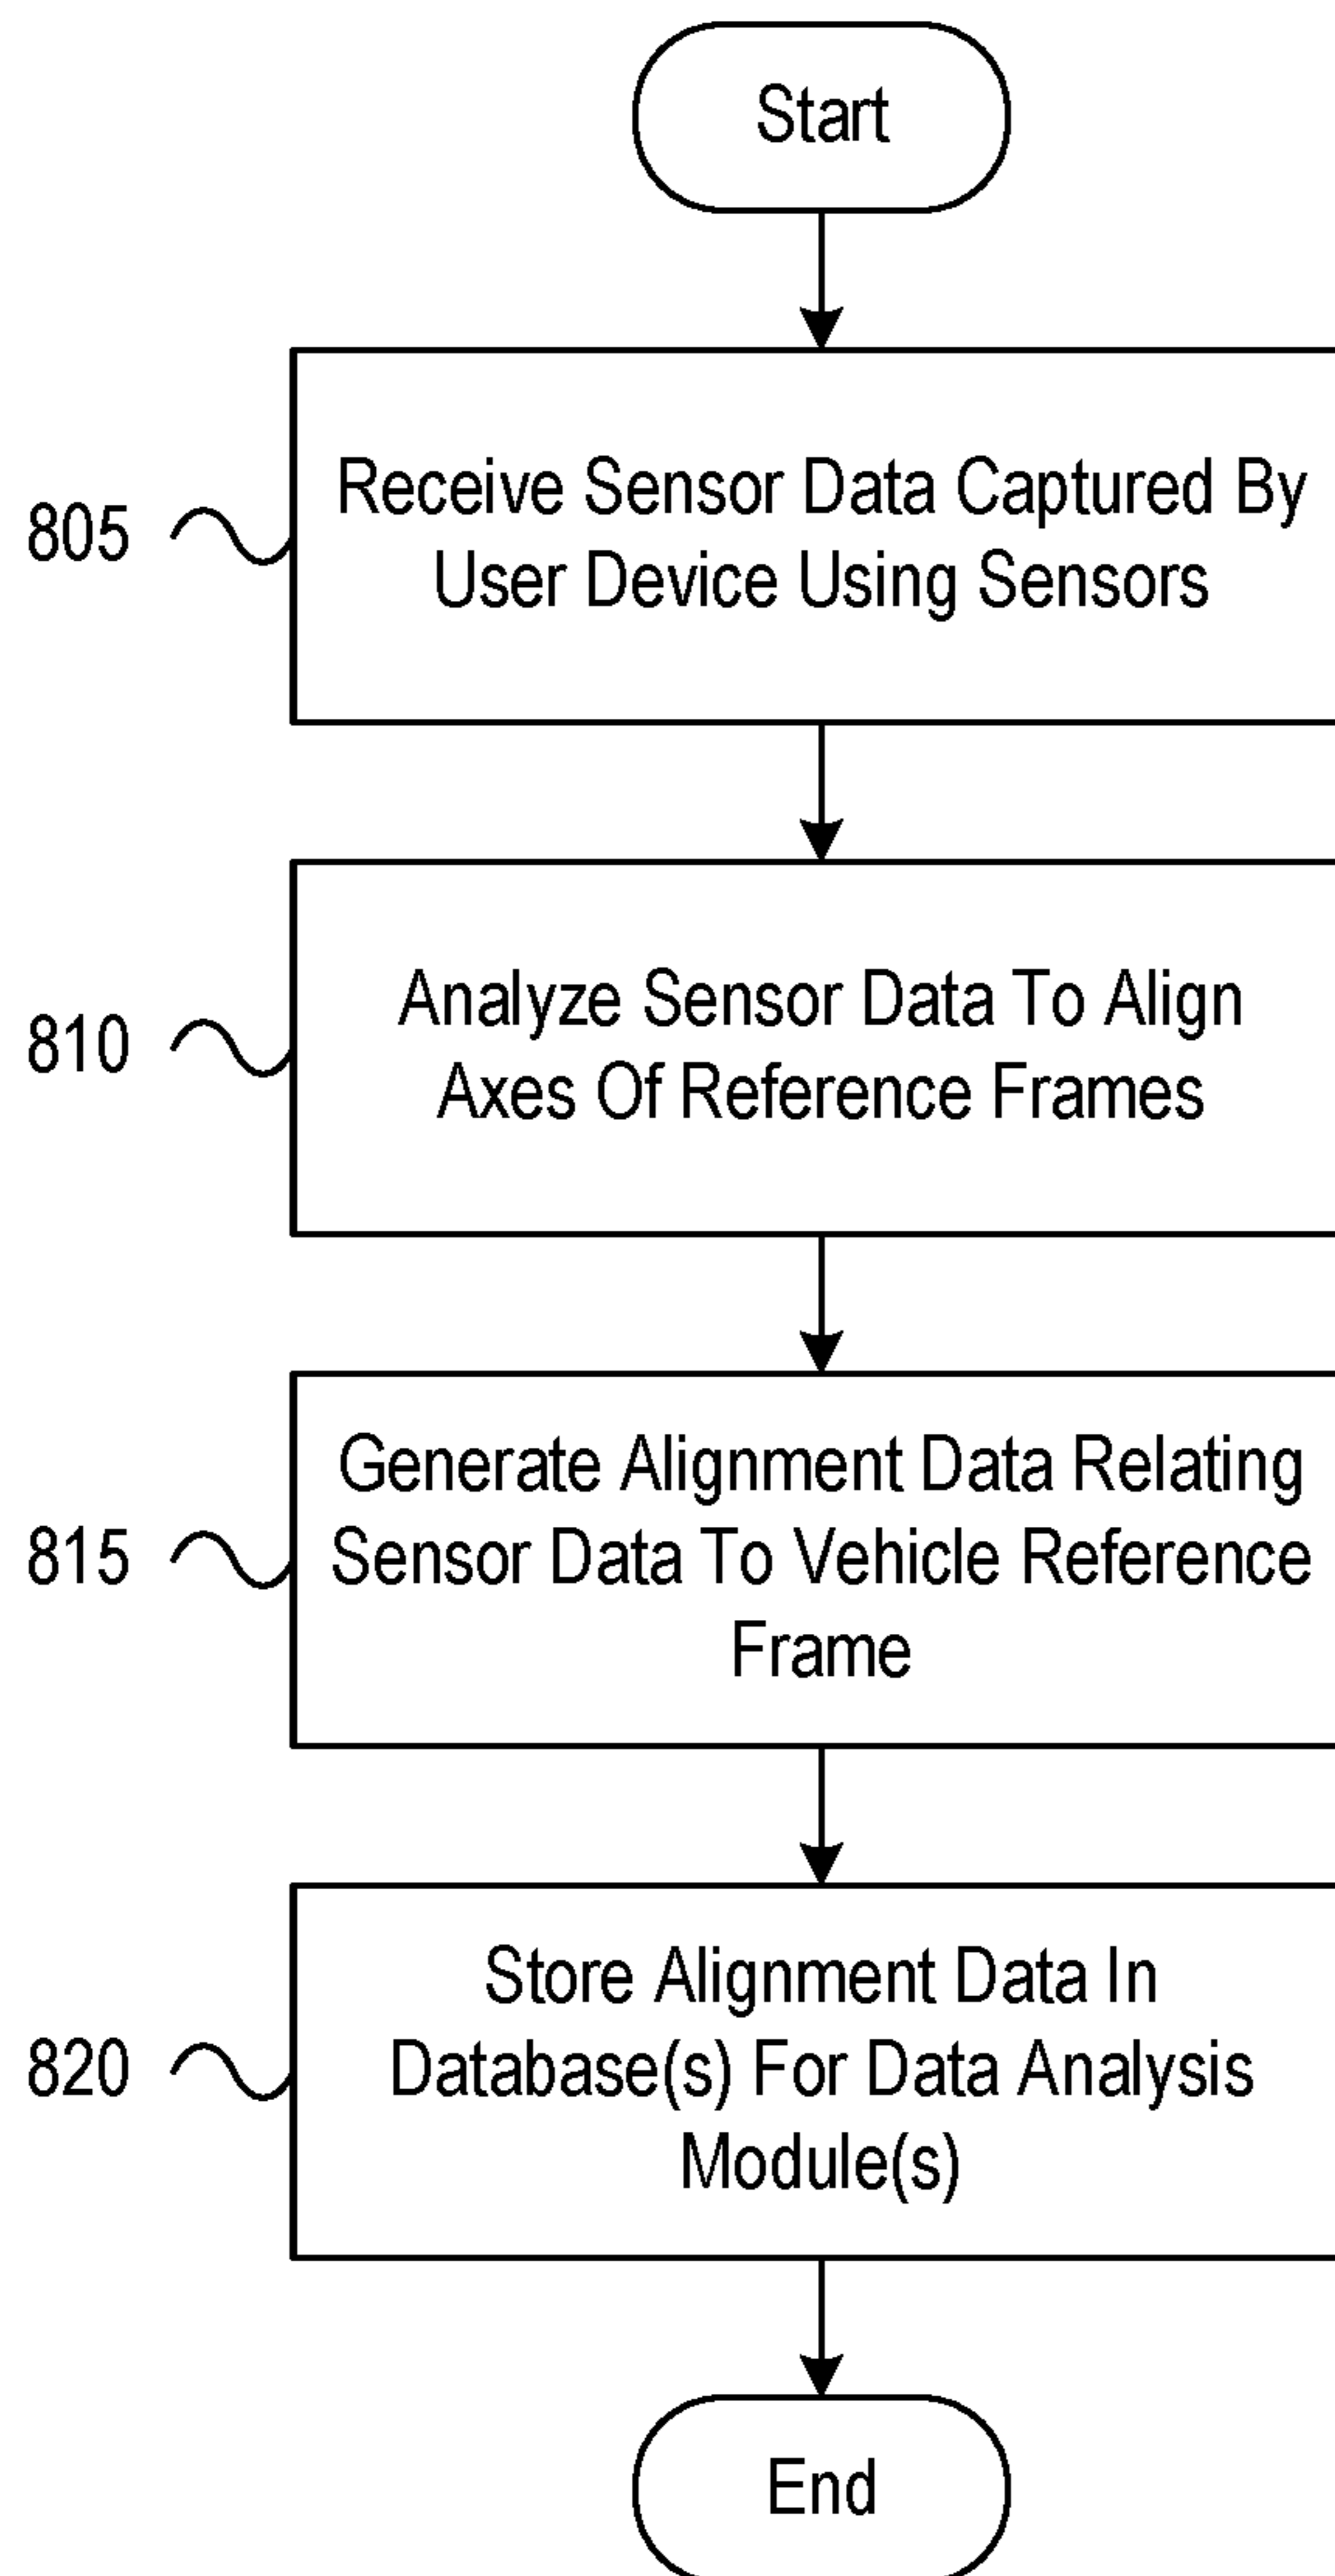 Start
805
Receive Sensor Data Captured By
User Device Using Sensors
810
Analyze Sensor Data To Align
Axes Of Reference Frames
815
Generate Alignment Data Relating
Sensor Data To Vehicle Reference
Frame
820
Store Alignment Data In
Database(s) For Data Analysis
Module(s)
End